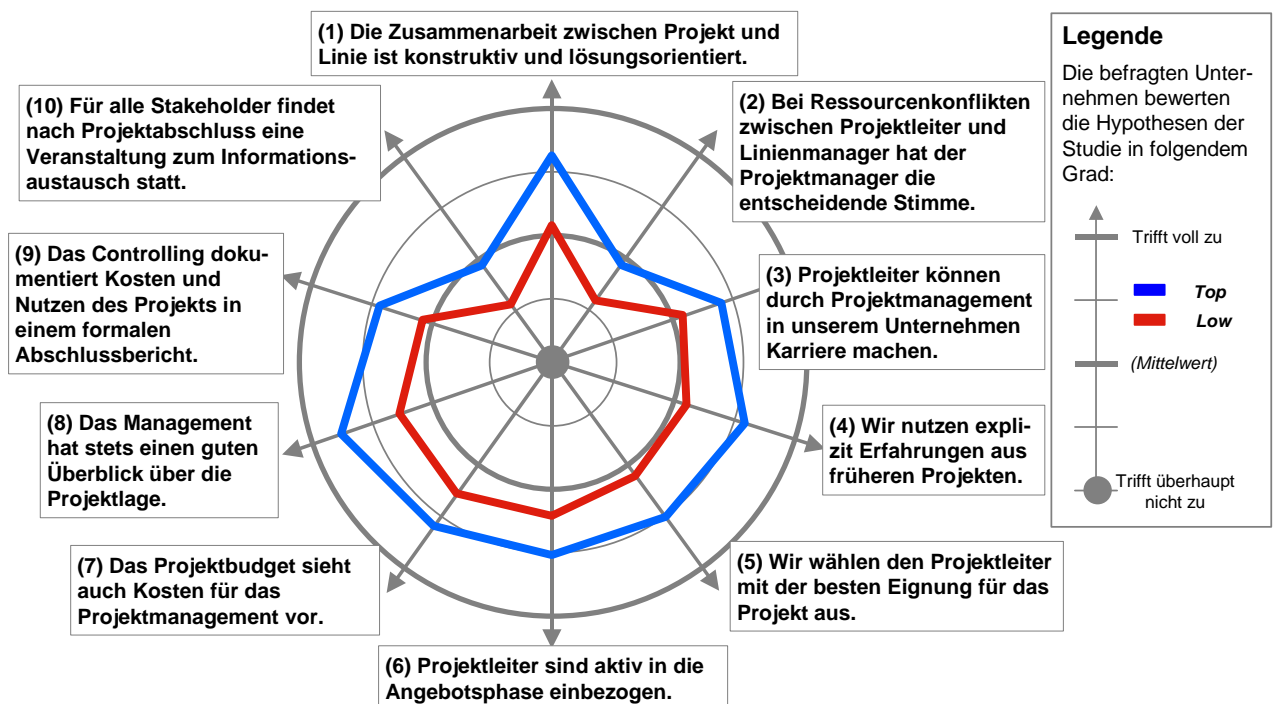 (1) Die Zusammenarbeit zwischen Projekt und
Linie ist konstruktiv und lösungsorientiert.
(2) Bei Ressourcenkonflikten
zwischen Projektleiter und
Linienmanager hat der
Projektmanager die
entscheidende Stimme.
(3) Projektleiter können
durch Projektmanagement
in unserem Unternehmen
Karriere machen.
(4) Wir nutzen expli-
zit Erfahrungen aus
früheren Projekten.
(5) Wir wählen den Projektleiter
mit der besten Eignung für das
Projekt aus.
(6) Projektleiter sind aktiv in die
Angebotsphase einbezogen.
(7) Das Projektbudget sieht
auch Kosten für das
Projektmanagement vor.
(8) Das Management
hat stets einen guten
Überblick über die
Projektlage.
(9) Das Controlling doku-
mentiert Kosten und
Nutzen des Projekts in
einem formalen
Abschlussbericht.
(10) Für alle Stakeholder findet
nach Projektabschluss eine
Veranstaltung zum Informations-
austausch statt.
Legende
Die befragten Unter-
nehmen bewerten
die Hypothesen der
Studie in folgendem
Grad:
Trifft voll zu
Top
Low
(Mittelwert)
Trifft überhaupt
nicht zu